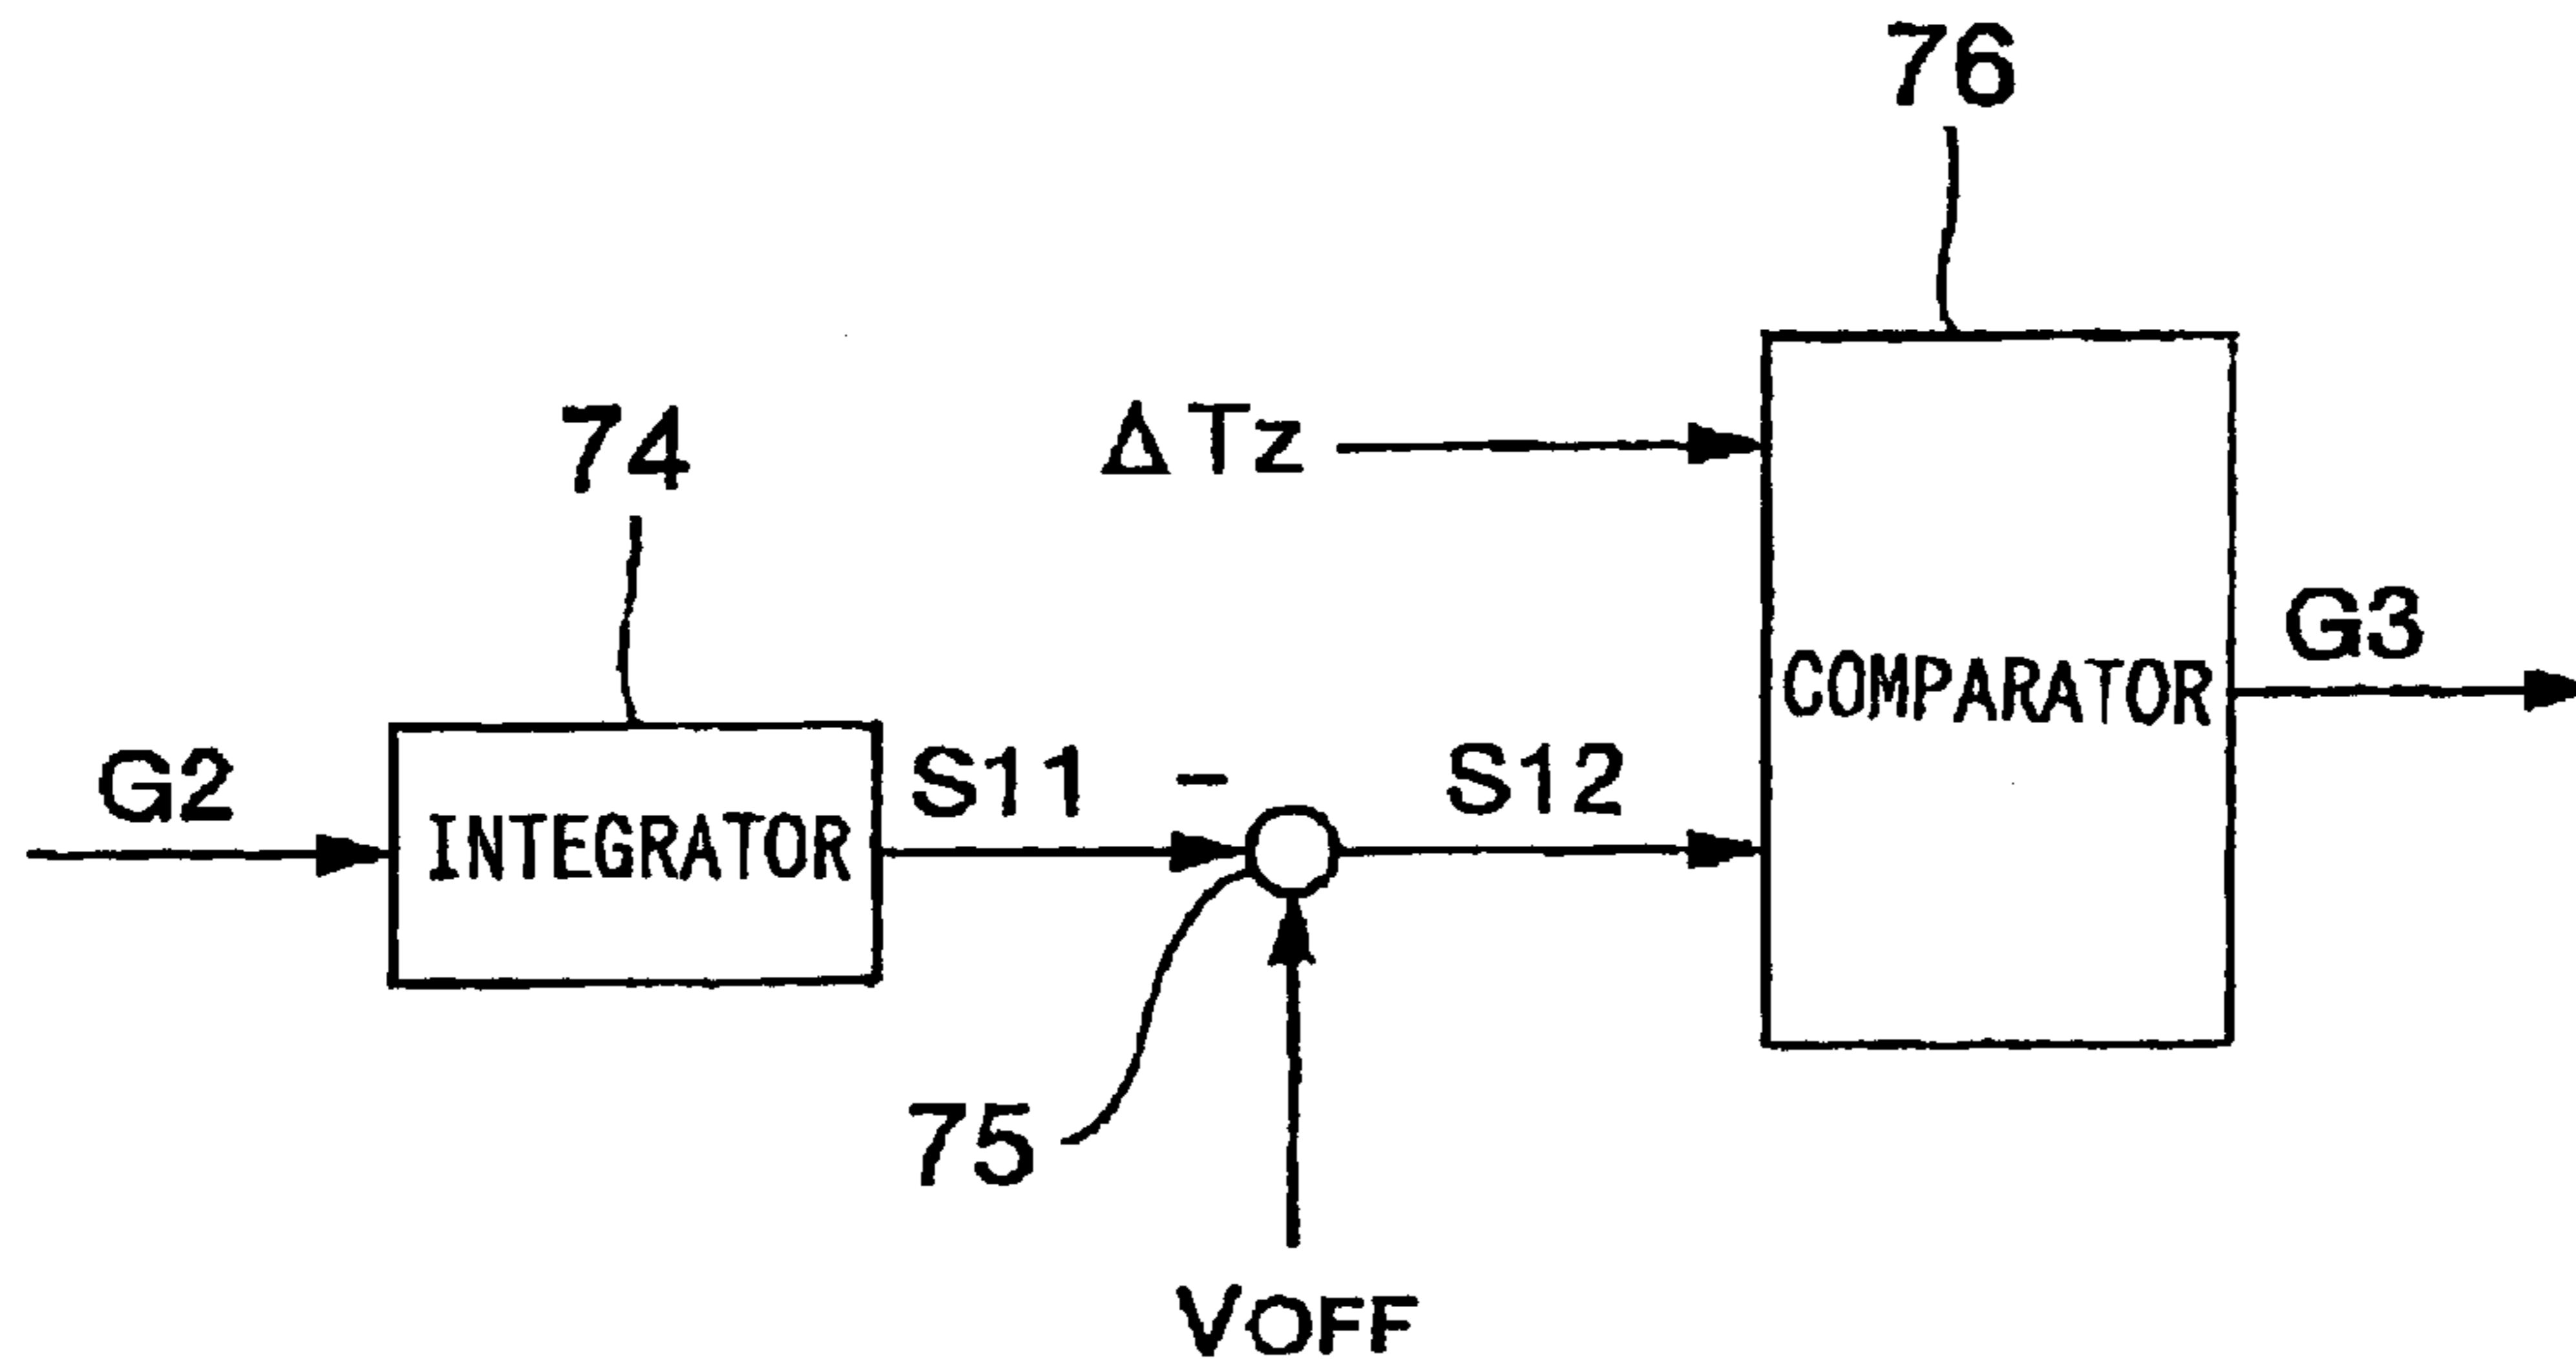 76
74
ΔTz
G3
COMPARATOR
G2
S11
-
S12
INTEGRATOR
75
VOFF